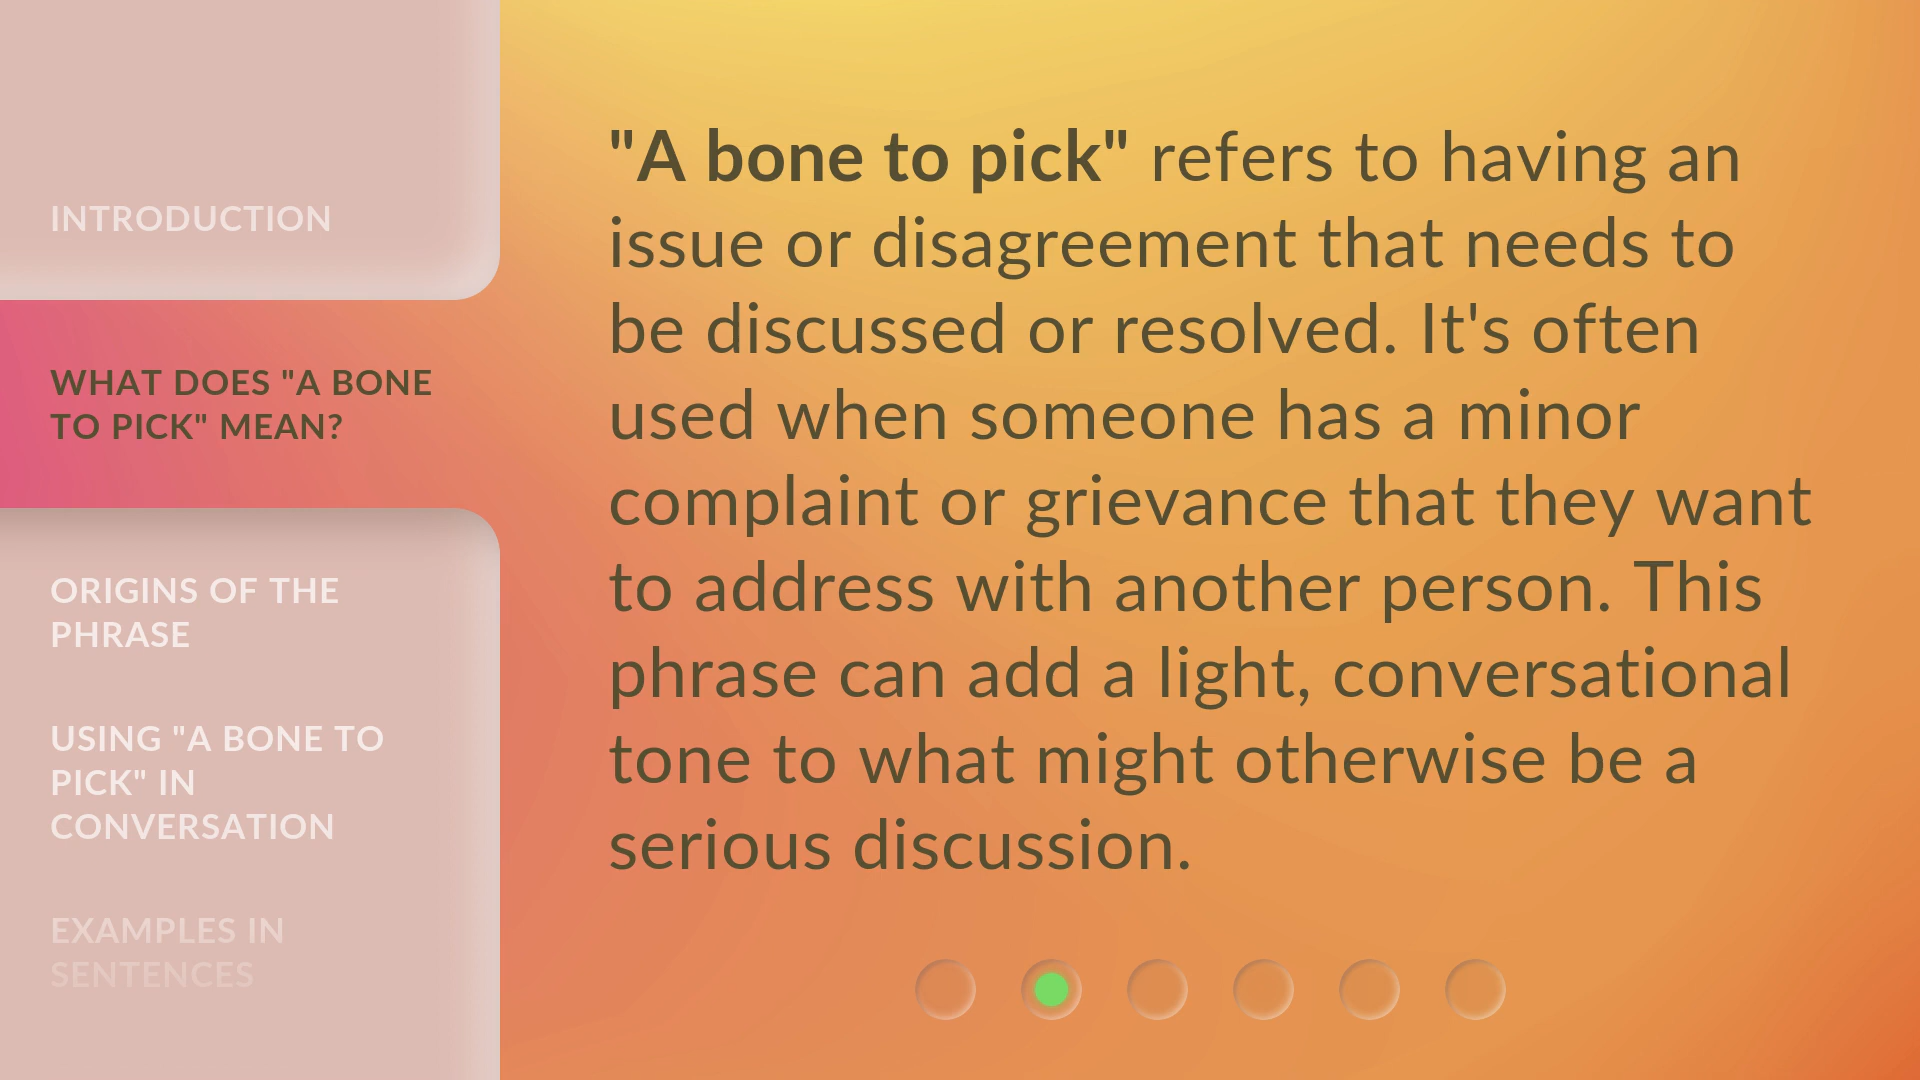 INTRODUCTION
WHAT DOES "A BONE
TO PICK" MEAN?
ORIGINS OF THE
PHRASE
USING "A BONE TO
PICK" IN
CONVERSATION
EXAMPLES IN
SENTENCES
"A bone to pick" refers to having an
issue or disagreement that needs to
be discussed or resolved. It's often
used when someone has a minor
complaint or grievance that they want
to address with another person. This
phrase can add a light, conversational
tone to what might otherwise be a
serious discussion.